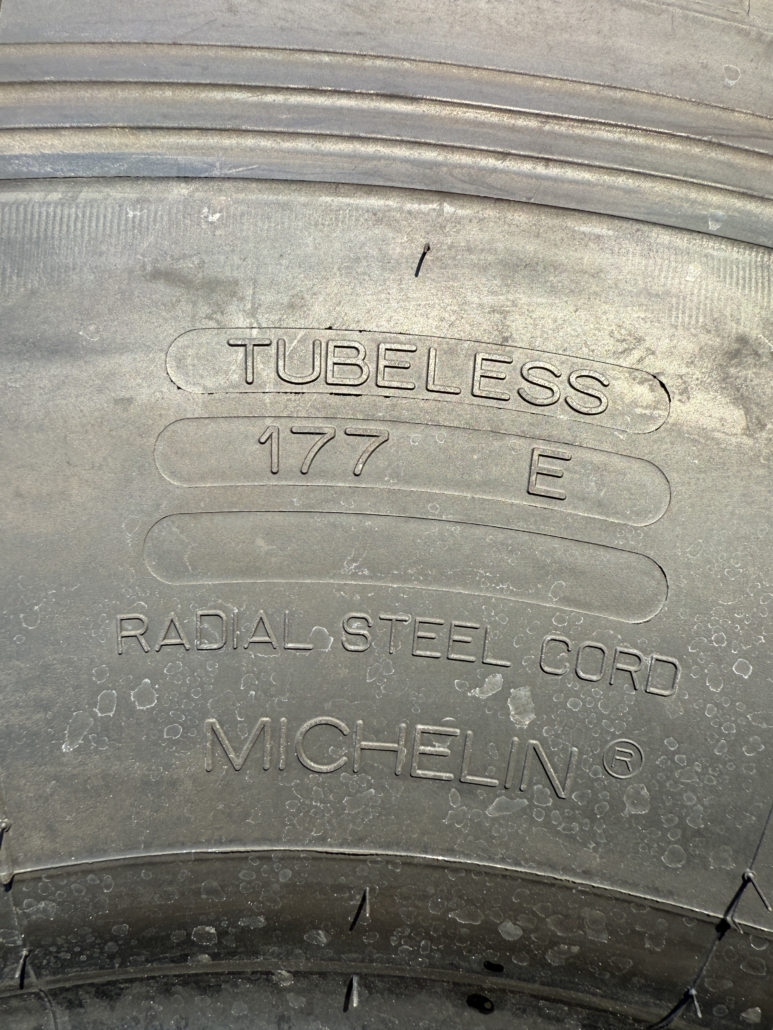 TUBELESS
177 E
RADIAL STEEL CORD
MICHELIN ®